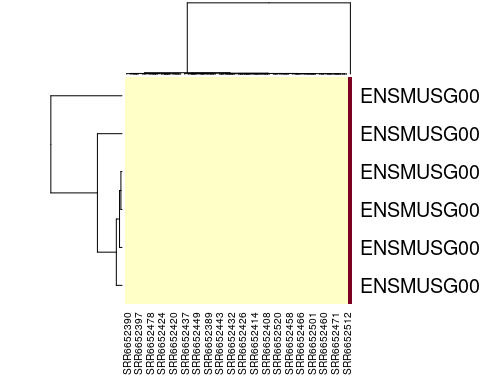 ENSMUSG00
ENSMUSG00
ENSMUSG00
ENSMUSG00
ENSMUSG00
ENSMUSG00
SRR6652390
SRR6652397
SRR6652478
SRR6652424
SRR6652420
SRR6652437
SRR6652449
SRR6652389
SRR6652443
SRR6652432
SRR6652426
SRR6652414
SRR6652408
SRR6652520
SRR6652458
SRR6652466
SRR6652501
SRR6652460
SRR6652471
SRR6652512